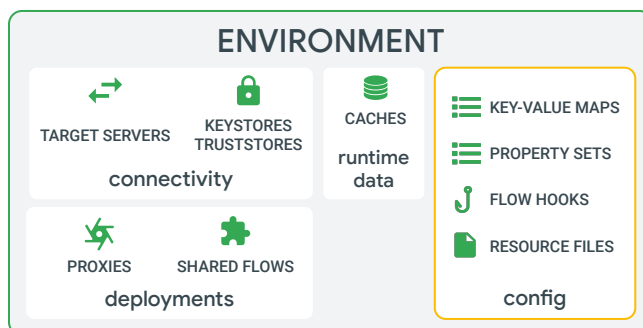 ENVIRONMENT
TARGET SERVERS
KEYSTORES
TRUSTSTORES
connectivity
CACHES
runtime
data
PROXIES
SHARED FLOWS
deployments
KEY-VALUE MAPS
PROPERTY SETS
FLOW HOOKS
RESOURCE FILES
config